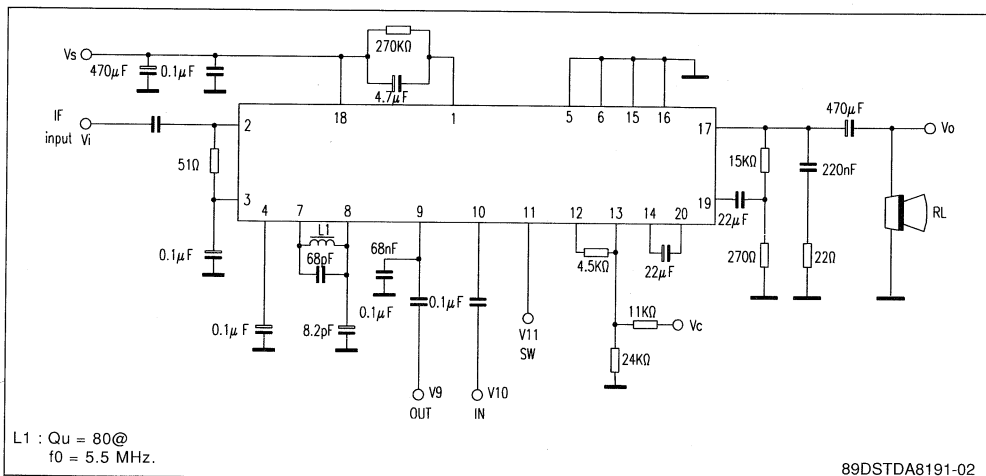 Vs
470µF
0.1µF
270KΩ
4.7µF
IF
input Vi
51Ω
0.1µF
18
1
5
6
15
16
2
3
17
19
4
7
8
9
10
11
12
13
14
20
470µF
Vo
15KΩ
220nF
22µF
270Ω
22Ω
RL
L1
68pF
68nF
0.1µF
0.1µF
4.5KΩ
22µF
0.1µF
8.2pF
V11
SW
11KΩ
Vc
24KΩ
V9
OUT
V10
IN
L1 : Qu = 80@
f0 = 5.5 MHz.
89DSTDA8191-02